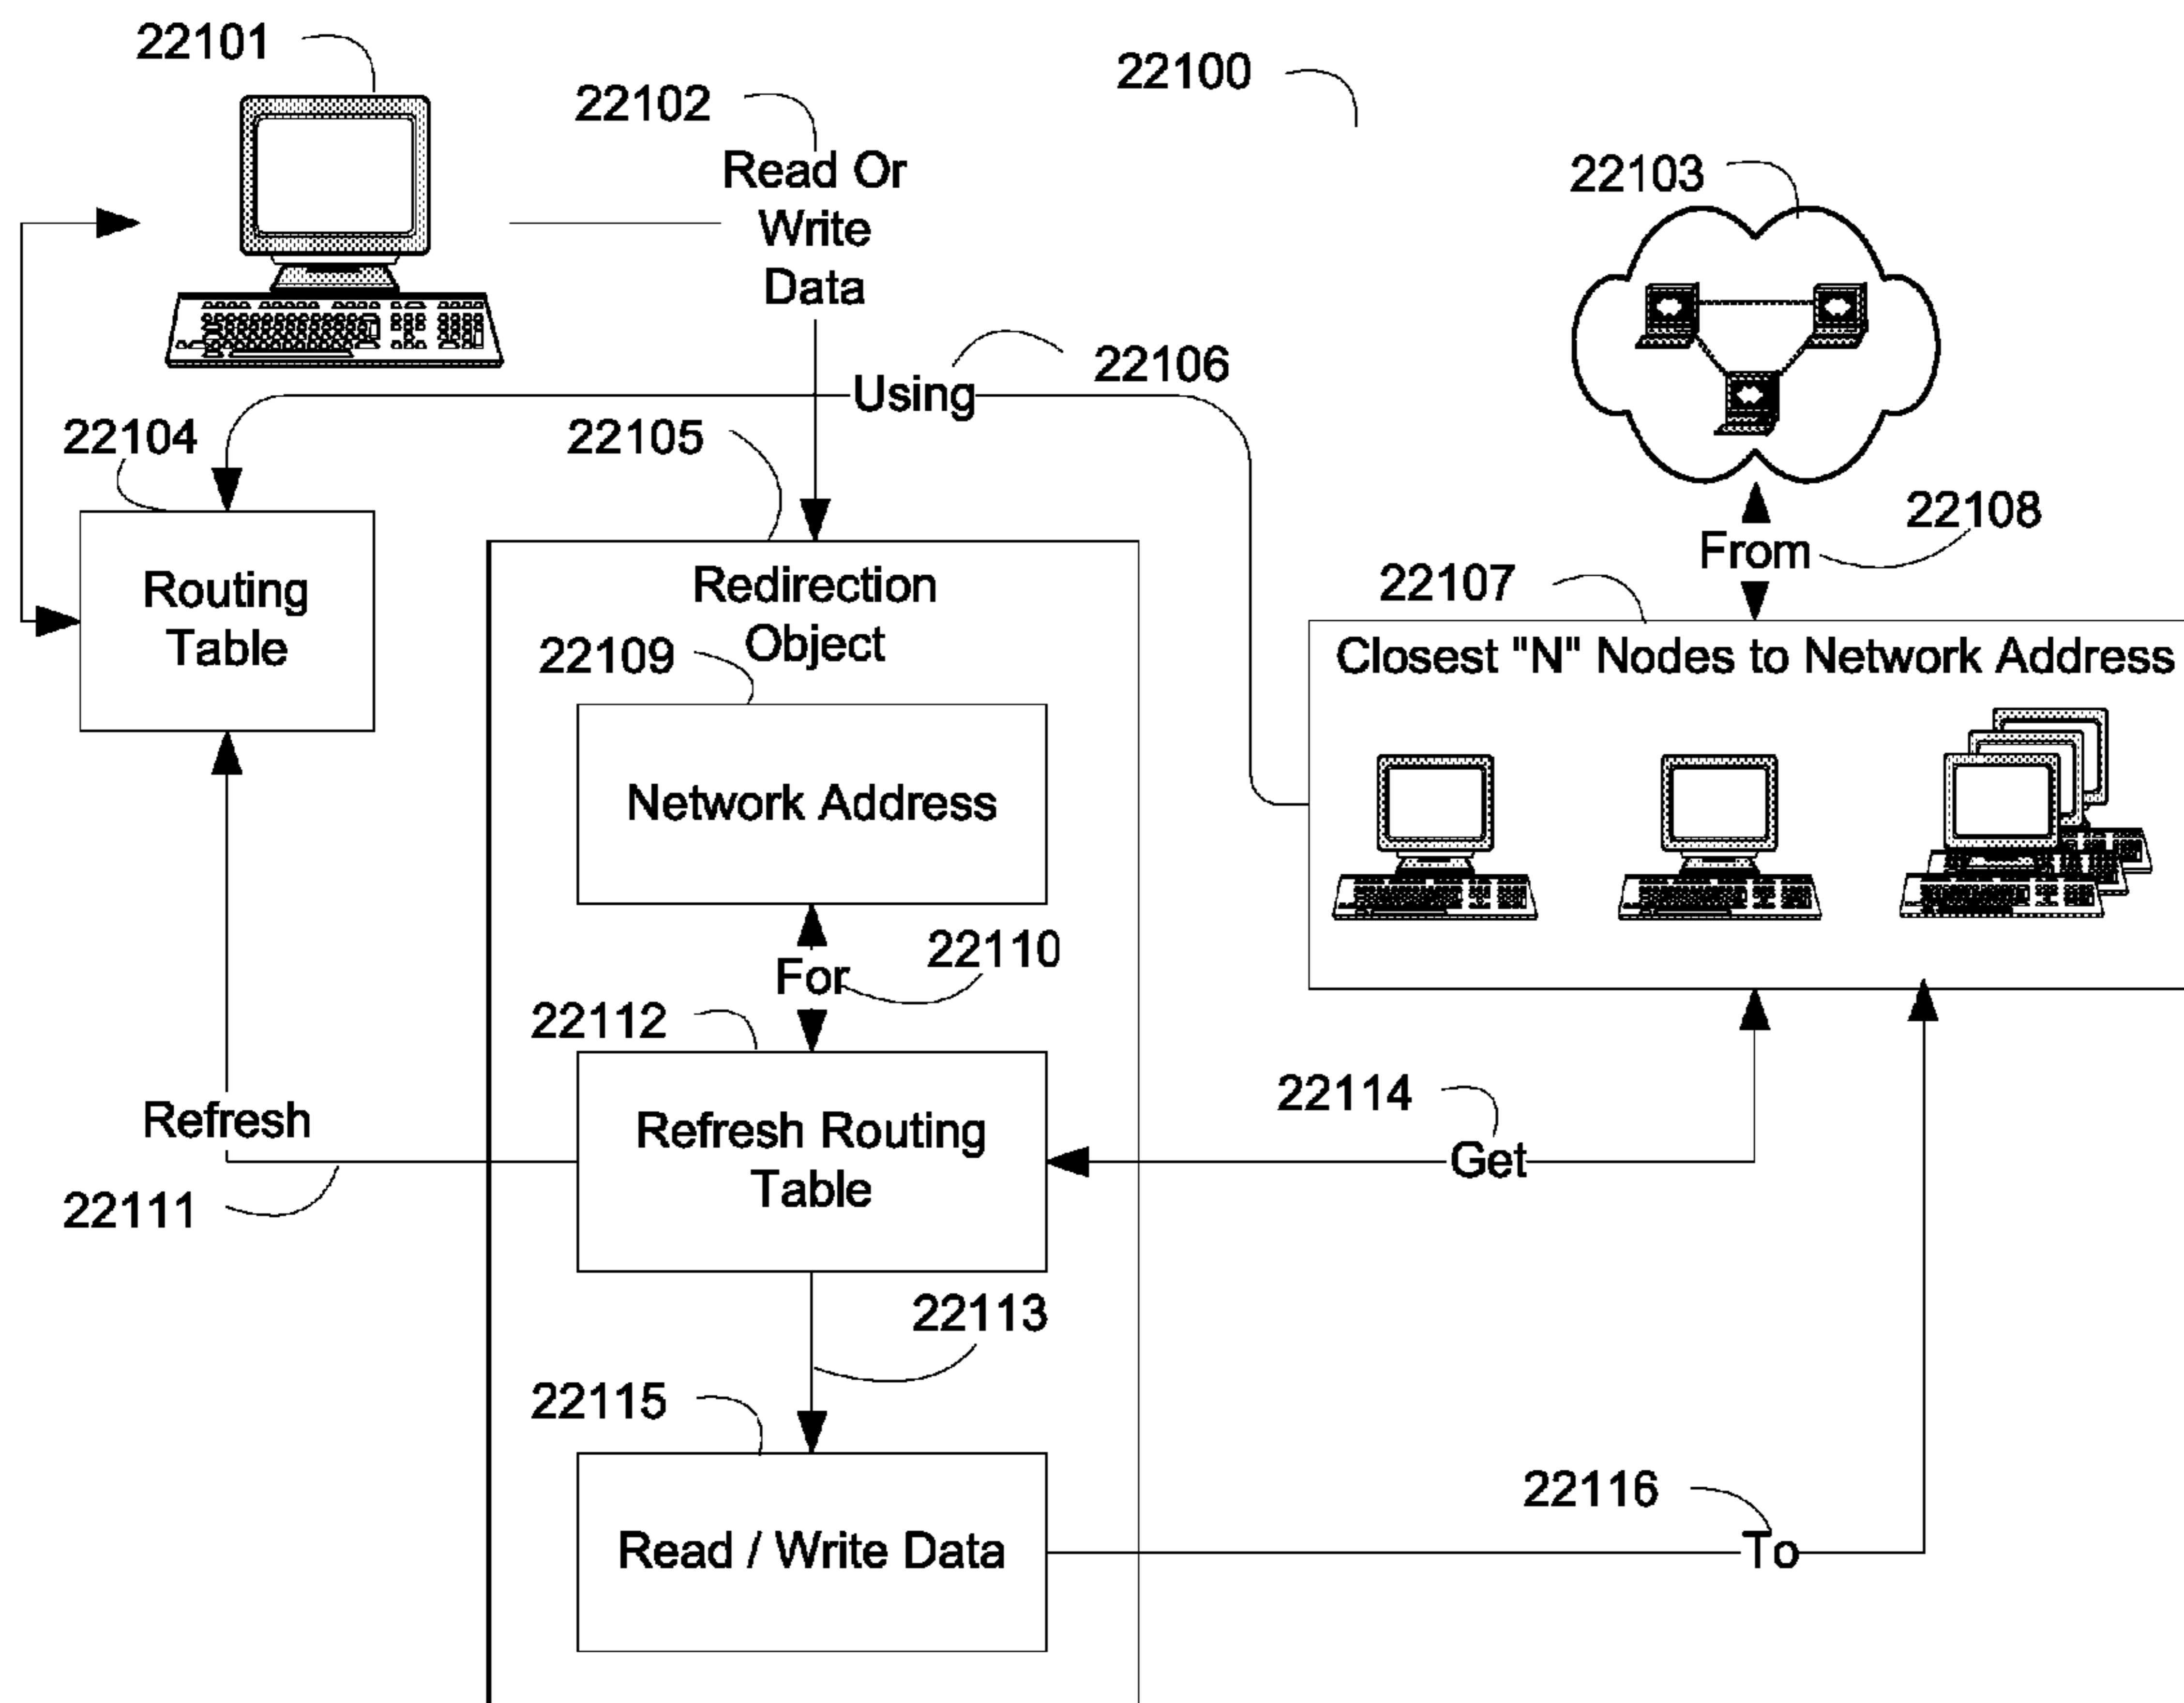 22101
22100
22102
Read Or
Write
Data
22103
22106
Using
22104
22105
22108
From
Routing
Table
Redirection
Object
22107
Closest "N" Nodes to Network Address
22109
Network Address
22110
For
22112
Refresh
22111
Refresh Routing
Table
22114
Get
22113
22115
Read / Write Data
22116
To